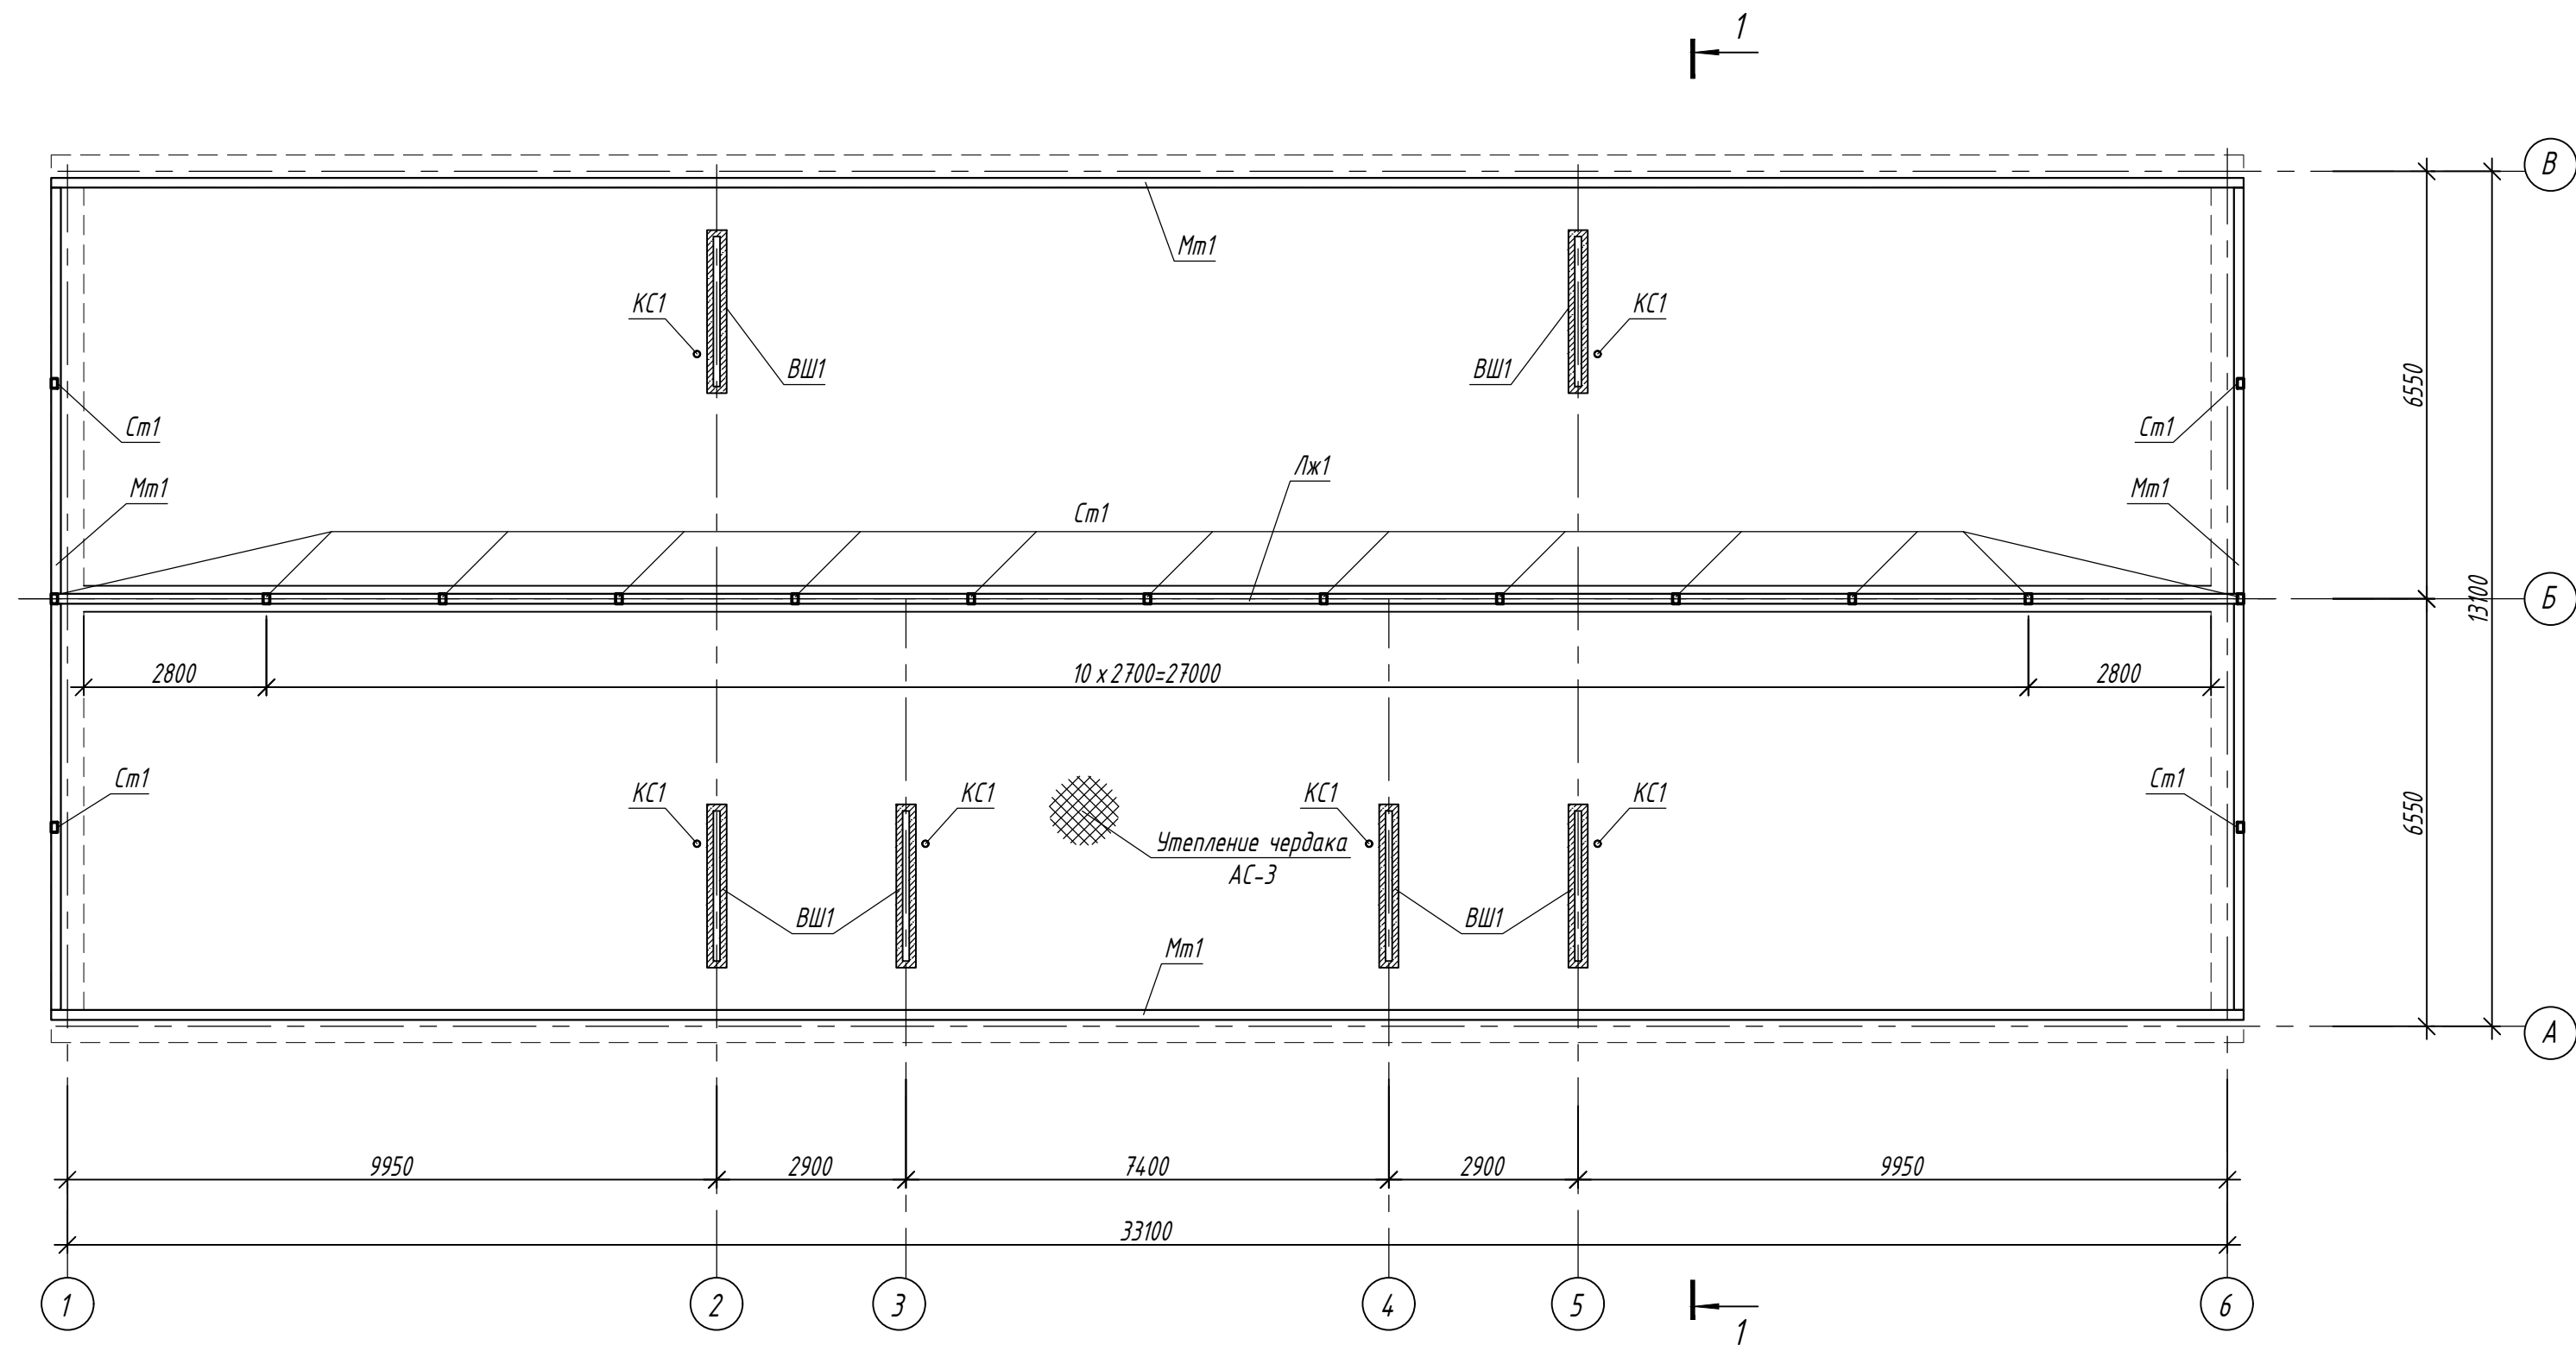 1
В
Мт1
КС1
КС1
ВШ1
ВШ1
6550
Ст1
Ст1
Лж1
Мт1
Мт1
Ст1
13100
Б
2800
10 x 2700=27000
2800
Ст1
Ст1
КС1
КС1
КС1
КС1
6550
Утепление чердака
АС-3
ВШ1
ВШ1
Мт1
А
9950
2900
7400
2900
9950
33100
1
2
3
4
5
6
1